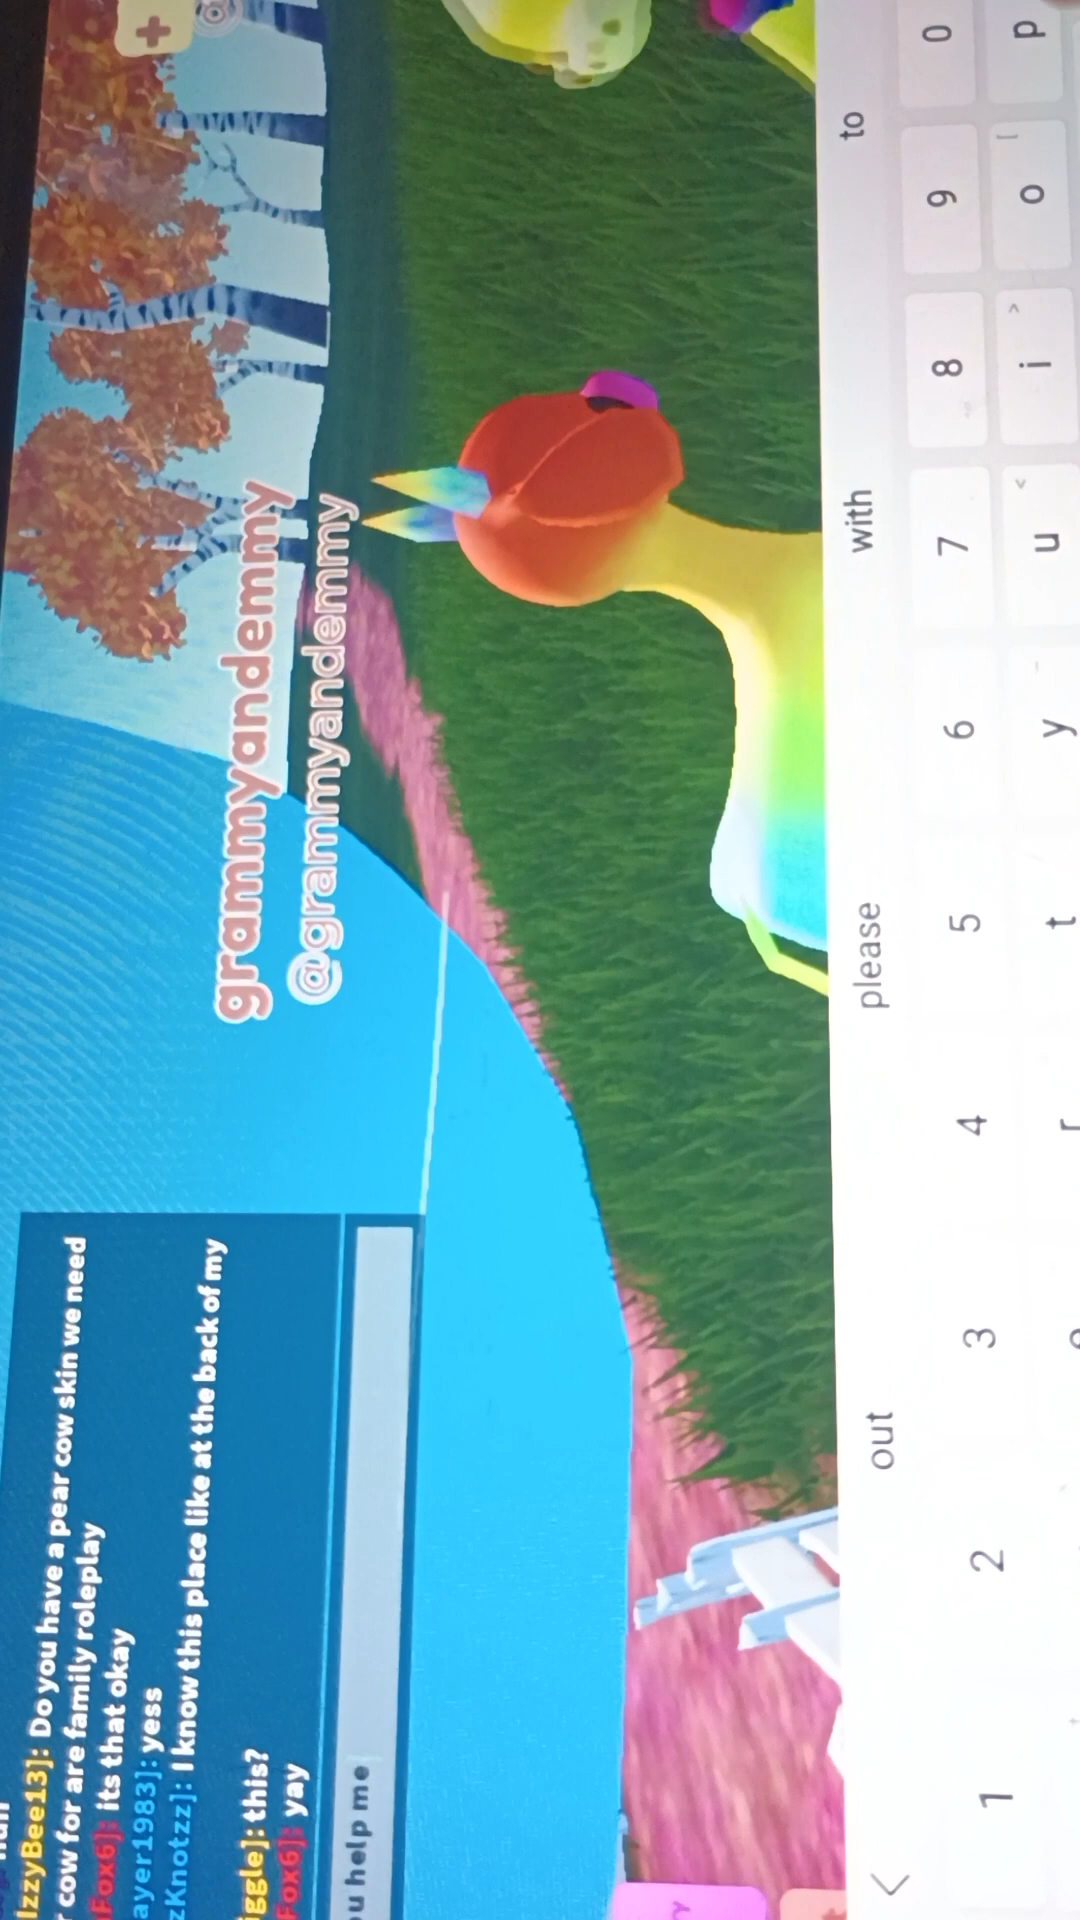 IzzyBee13]: Do you have a pear cow skin we need
r cow for are family roleplay
Fox6]: its that okay
ayer1983]: yess
zKnotzz]: I know this place like at the back of my
iggle]: this?
Fox6]: yay
u help me
grammyandemmy
@grammyandemmy
out please with to
1 2 3 4 5 6 7 8 9 0
r t y u i o p